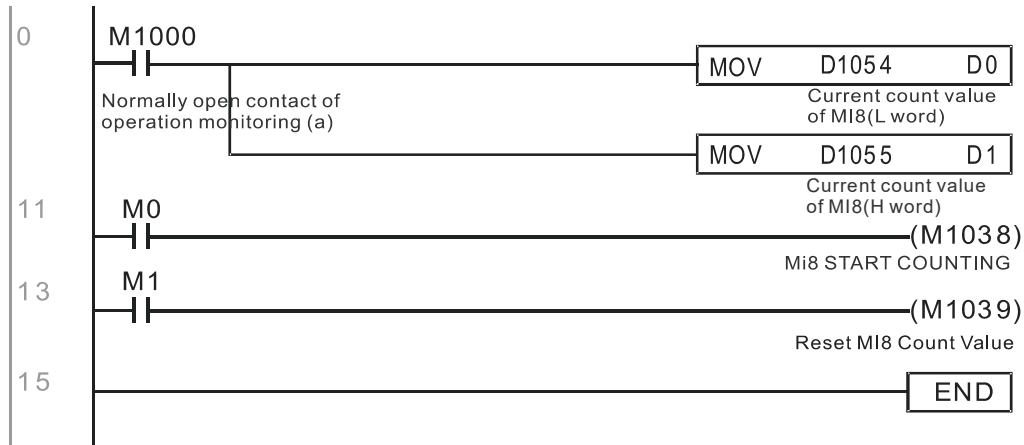 0
M1000
MOV D1054 D0
Normally open contact of
operation monitoring (a)
Current count value
of MI8(L word)
MOV D1055 D1
Current count value
of MI8(H word)
11
M0
(M1038)
Mi8 START COUNTING
13
M1
(M1039)
Reset MI8 Count Value
15
END